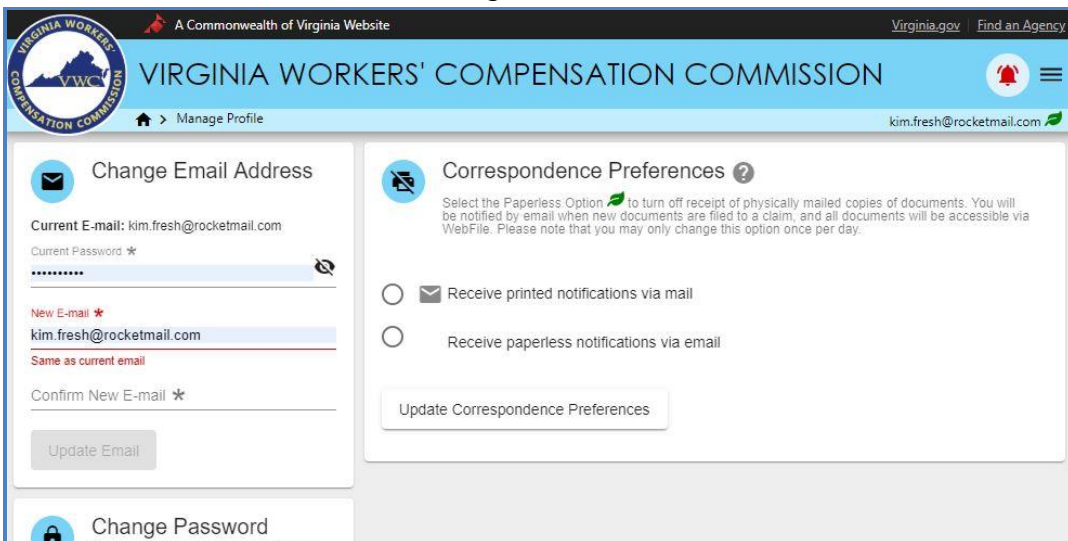 A Commonwealth of Virginia Website
Virginia.gov | Find an Agency
VIRGINIA WORKERS' COMPENSATION COMMISSION
VWC
VIRGINIA WORKERS' COMPENSATION COMMISSION
> Manage Profile
kim.fresh@rocketmail.com
Change Email Address
Current E-mail: kim.fresh@rocketmail.com
Current Password *
••••••••••
New E-mail *
kim.fresh@rocketmail.com
Same as current email
Confirm New E-mail *
Update Email
Change Password
Correspondence Preferences ?
Select the Paperless Option to turn off receipt of physically mailed copies of documents. You will
be notified by email when new documents are filed to a claim, and all documents will be accessible via
WebFile. Please note that you may only change this option once per day.
Receive printed notifications via mail
Receive paperless notifications via email
Update Correspondence Preferences